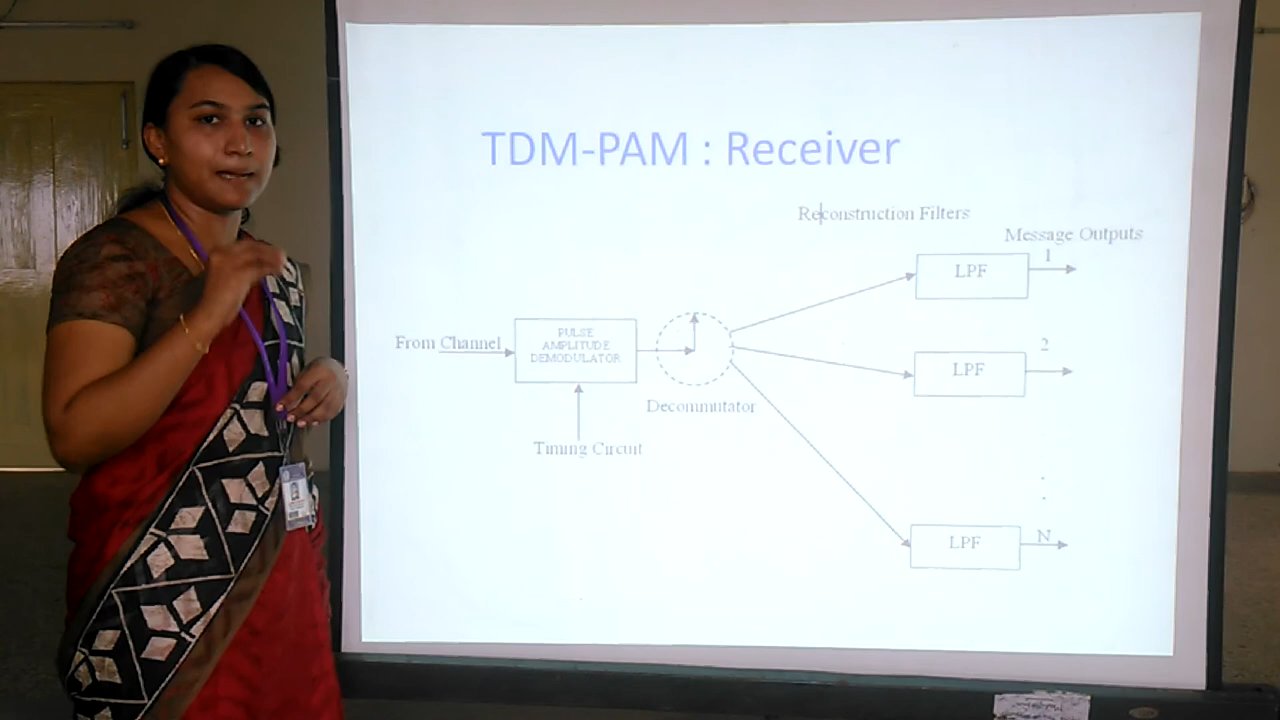 TDM-PAM : Receiver
Reconstruction Filters
Message Outputs
1
LPF
PULSE
AMPLITUDE
DEMODULATOR
From Channel
2
LPF
Decommutator
Timing Circuit
.
.
LPF
N